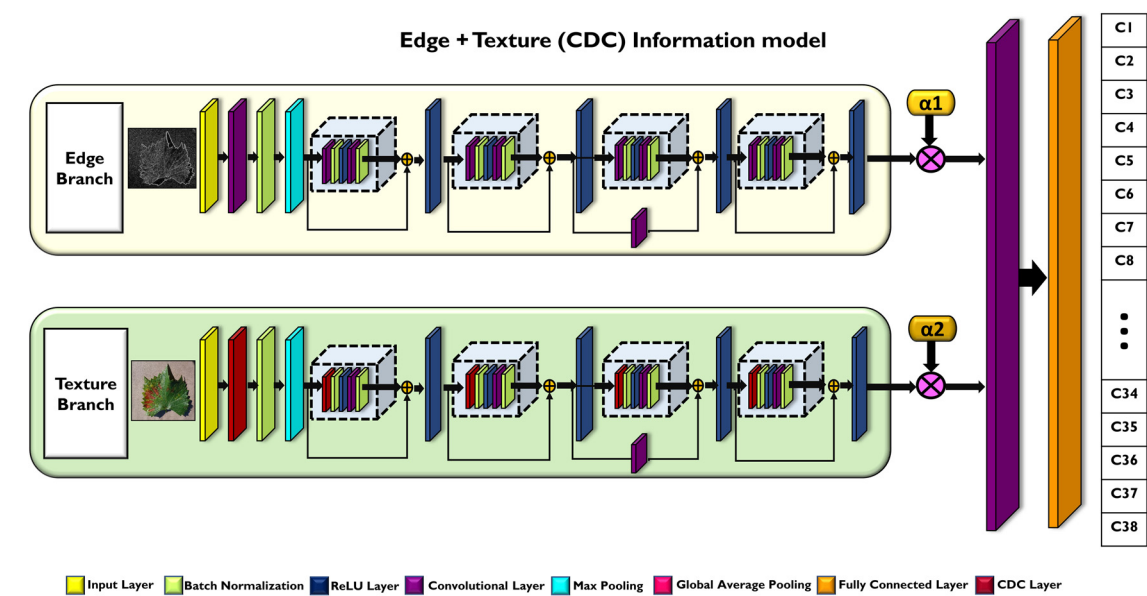 Edge + Texture (CDC) Information model
Edge
Branch
α1
Texture
Branch
α2
C1
C2
C3
C4
C5
C6
C7
C8
C34
C35
C36
C37
C38
Input Layer
Batch Normalization
ReLU Layer
Convolutional Layer
Max Pooling
Global Average Pooling
Fully Connected Layer
CDC Layer